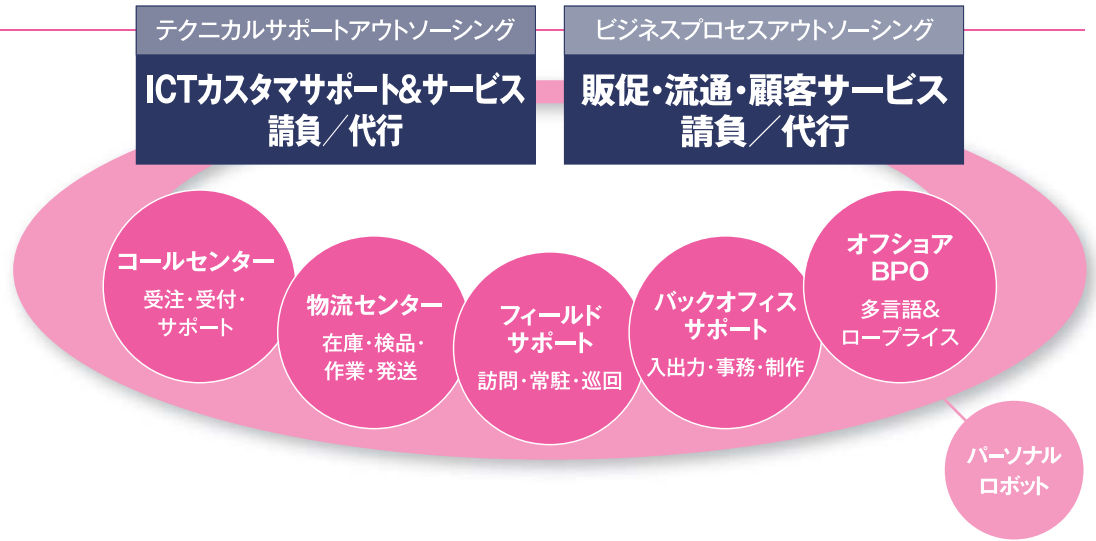 テクニカルサポートアウトソーシング
ICTカスタマサポート&サービス
請負／代行
ビジネスプロセスアウトソーシング
販促・流通・顧客サービス
請負／代行
コールセンター
受注・受付・
サポート
物流センター
在庫・検品・
作業・発送
フィールド
サポート
訪問・常駐・巡回
バックオフィス
サポート
入出力・事務・制作
オフショア
BPO
多言語&
ロープライス
パーソナル
ロボット